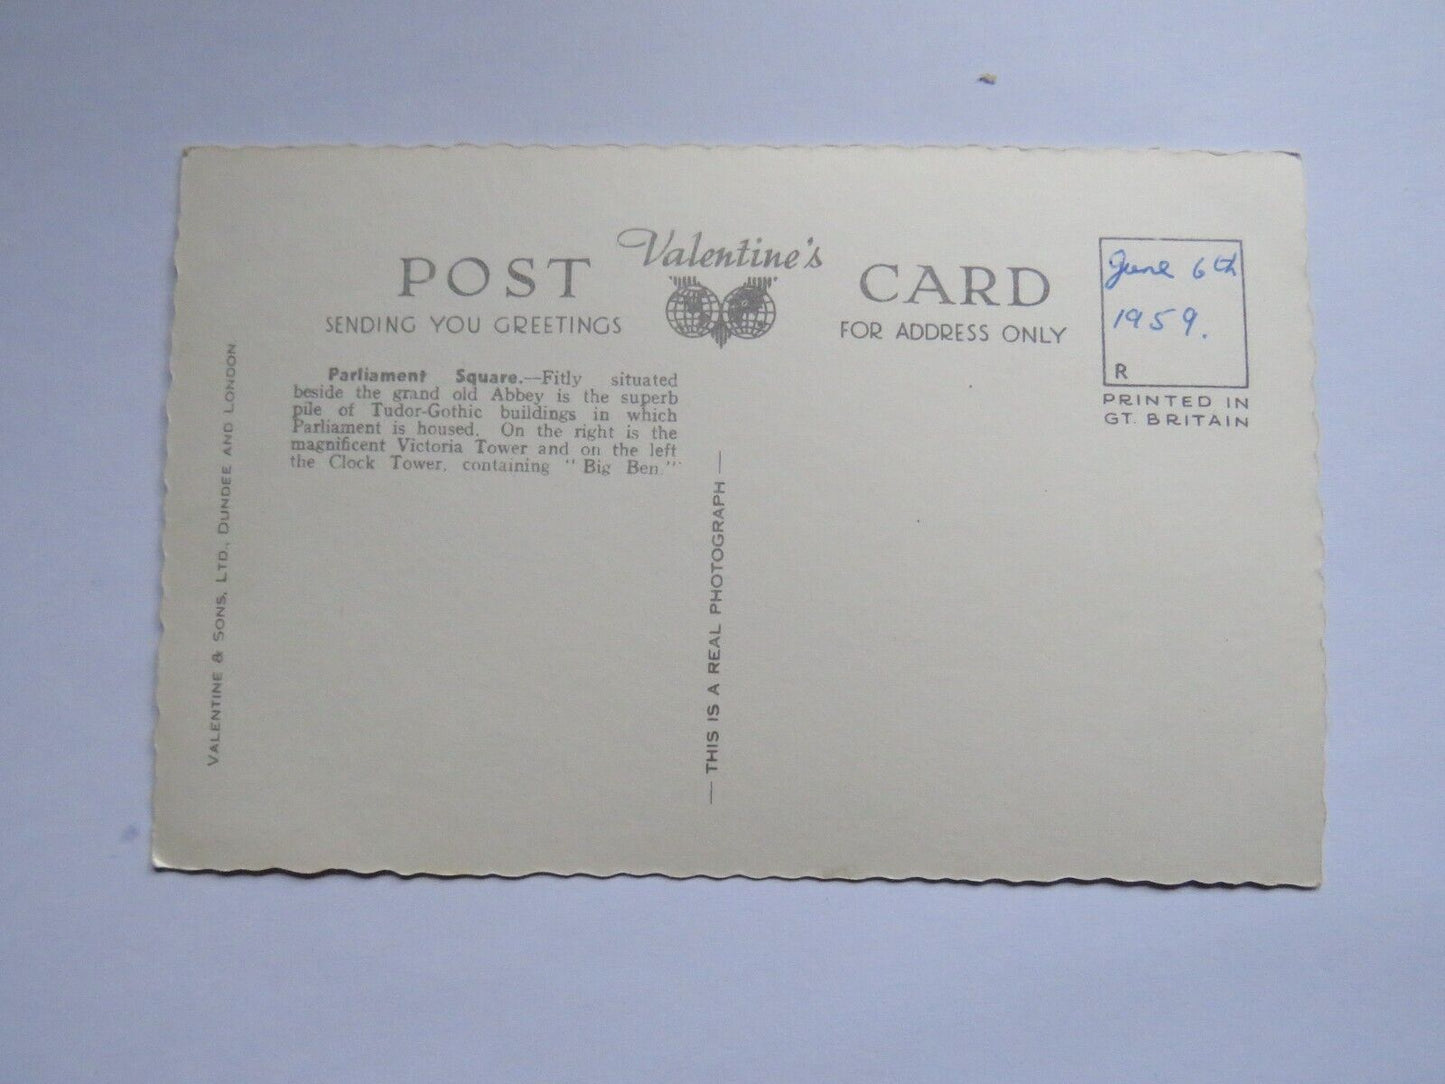 Valentine's
POST CARD
SENDING YOU GREETINGS
FOR ADDRESS ONLY
June 6th
1959.
R
PRINTED IN
GT. BRITAIN
Parliament Square.—Fitly situated
beside the grand old Abbey is the superb
pile of Tudor-Gothic buildings in which
Parliament is housed. On the right is the
magnificent Victoria Tower and on the left
the Clock Tower, containing "Big Ben."
VALENTINE & SONS, LTD., DUNDEE AND LONDON
— THIS IS A REAL PHOTOGRAPH —